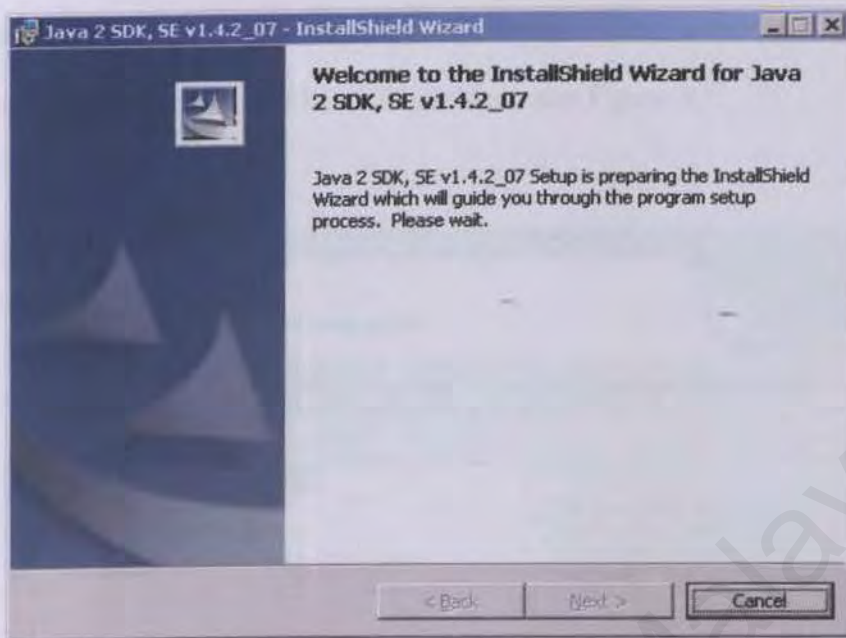 Java 2 SDK, SE v1.4.2_07 - InstallShield Wizard
Welcome to the InstallShield Wizard for Java
2 SDK, SE v1.4.2_07
Java 2 SDK, SE v1.4.2_07 Setup is preparing the InstallShield
Wizard which will guide you through the program setup
process. Please wait.
< Back
Next >
Cancel